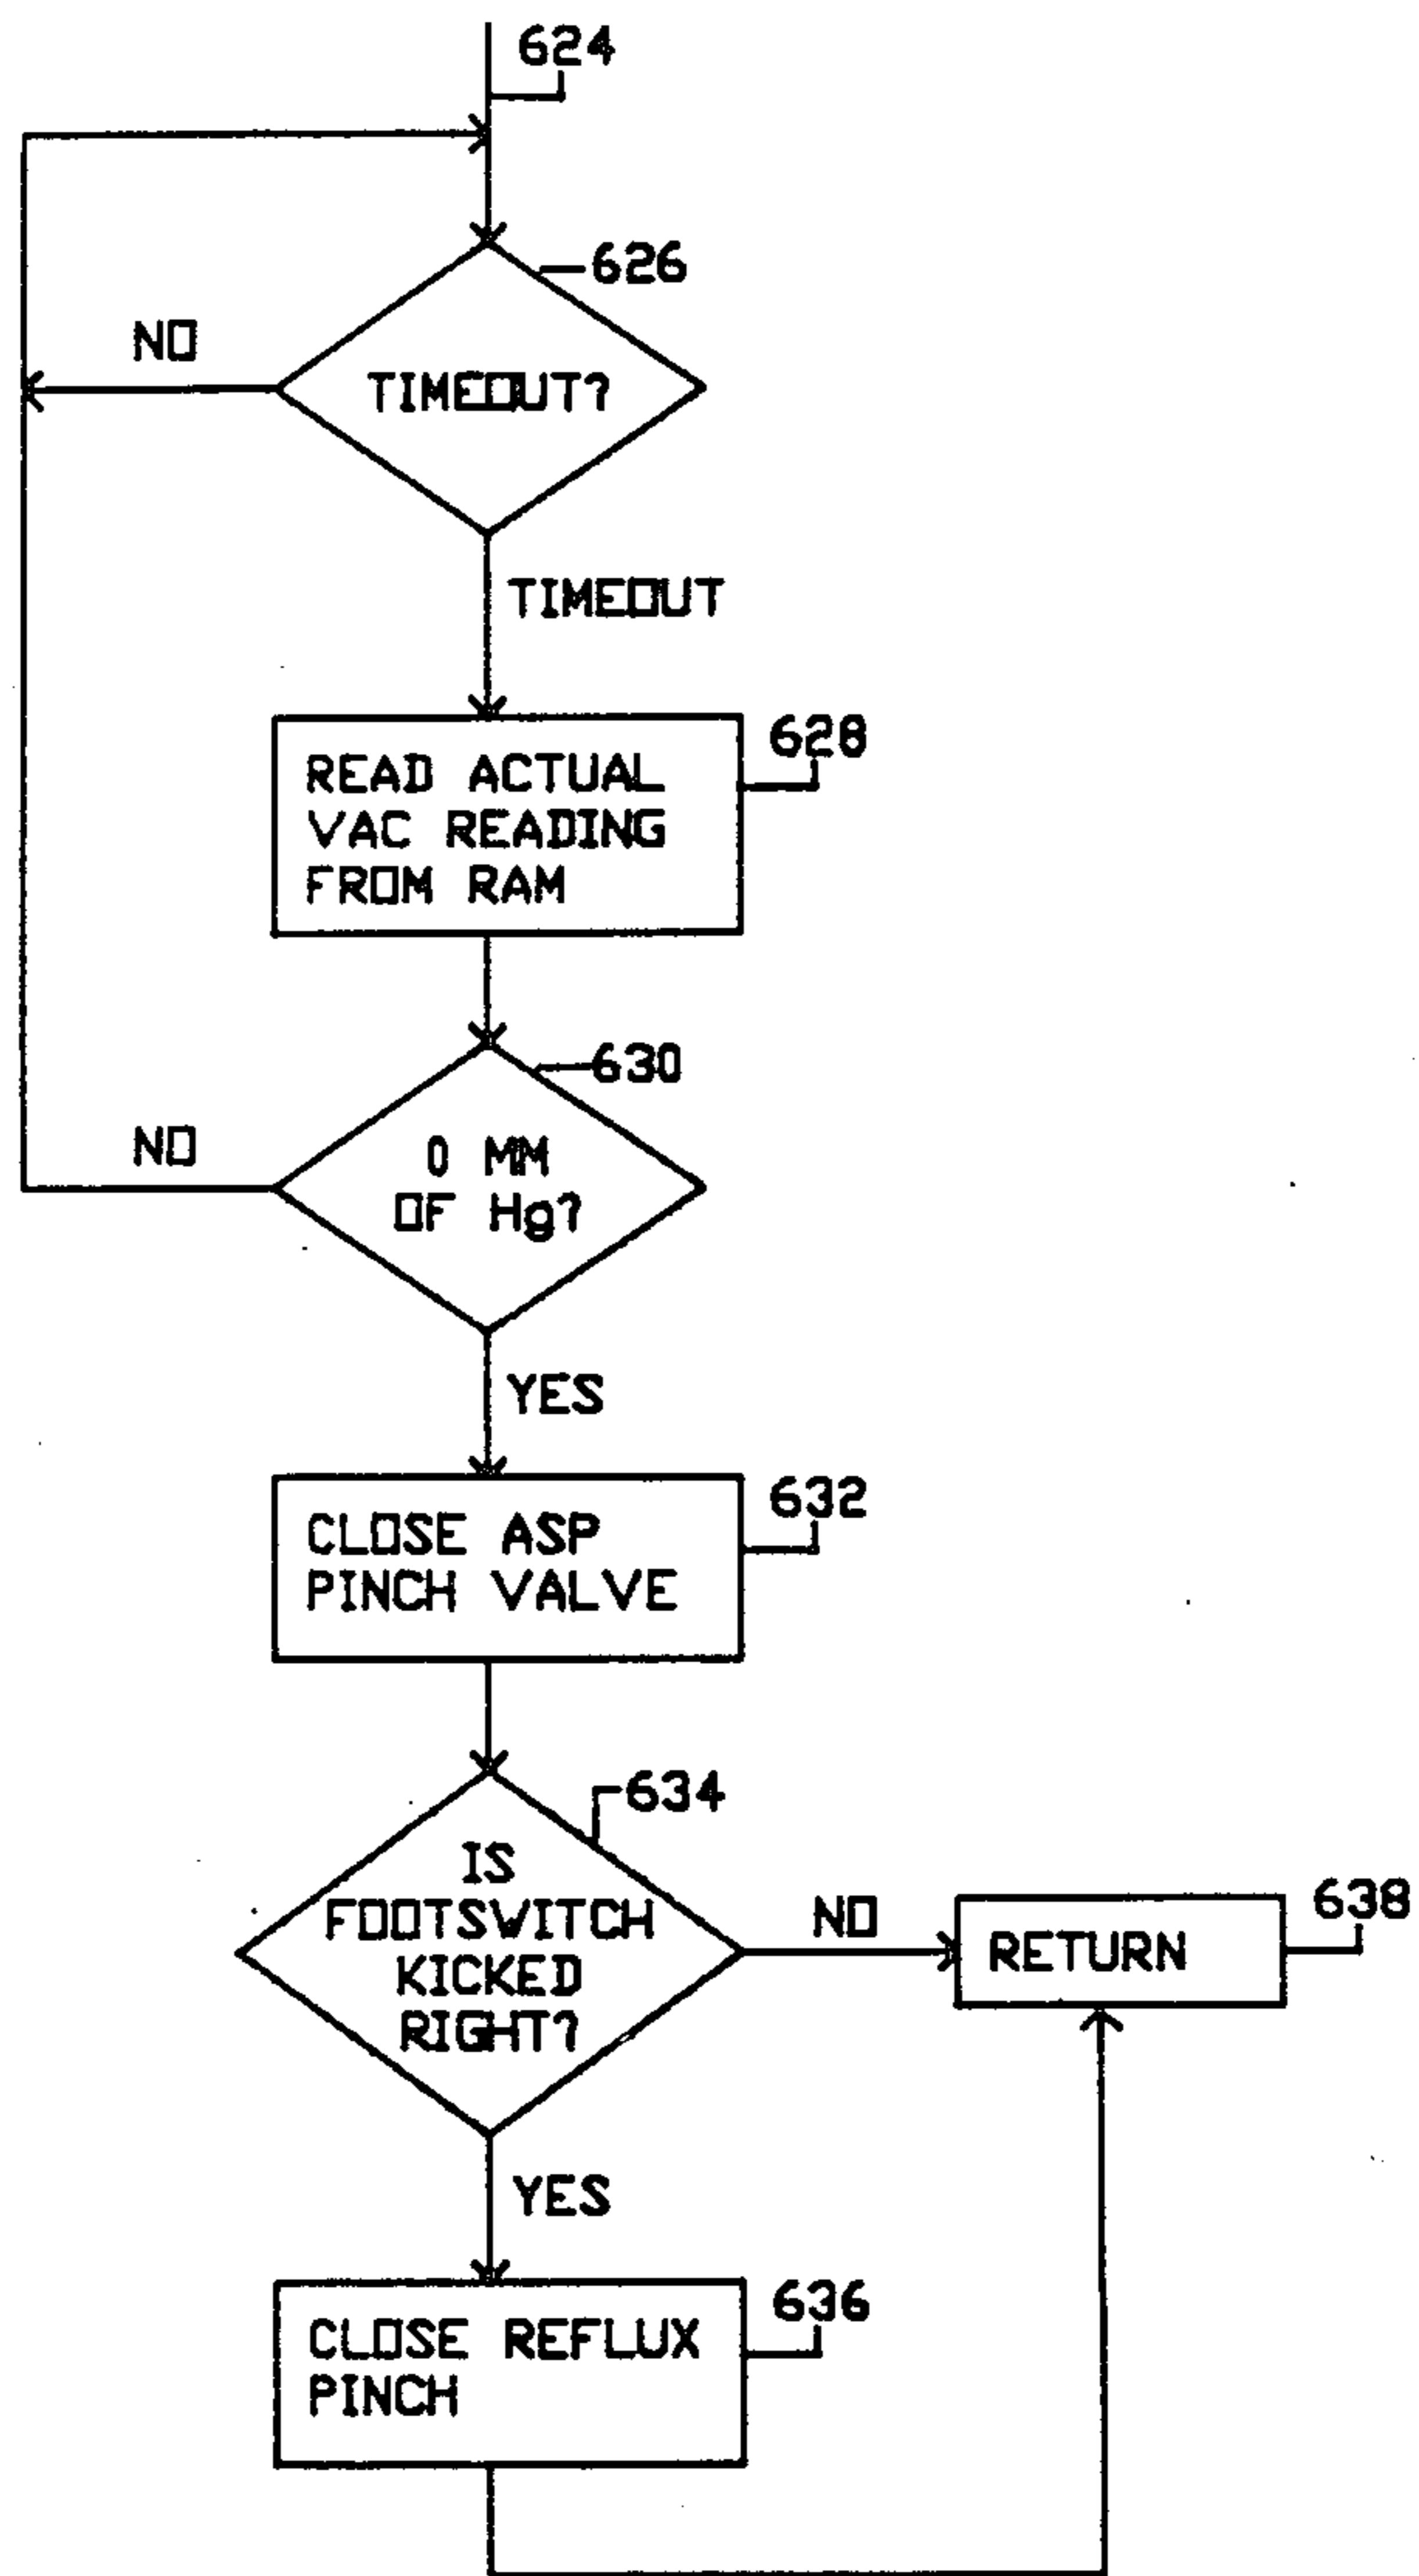 624
626
NO
TIMEOUT?
TIMEOUT
628
READ ACTUAL
VAC READING
FROM RAM
630
NO
0 MM
OF Hg?
YES
632
CLOSE ASP
PINCH VALVE
634
IS
FOOTSWITCH
KICKED
RIGHT?
NO
638
RETURN
YES
636
CLOSE REFLUX
PINCH